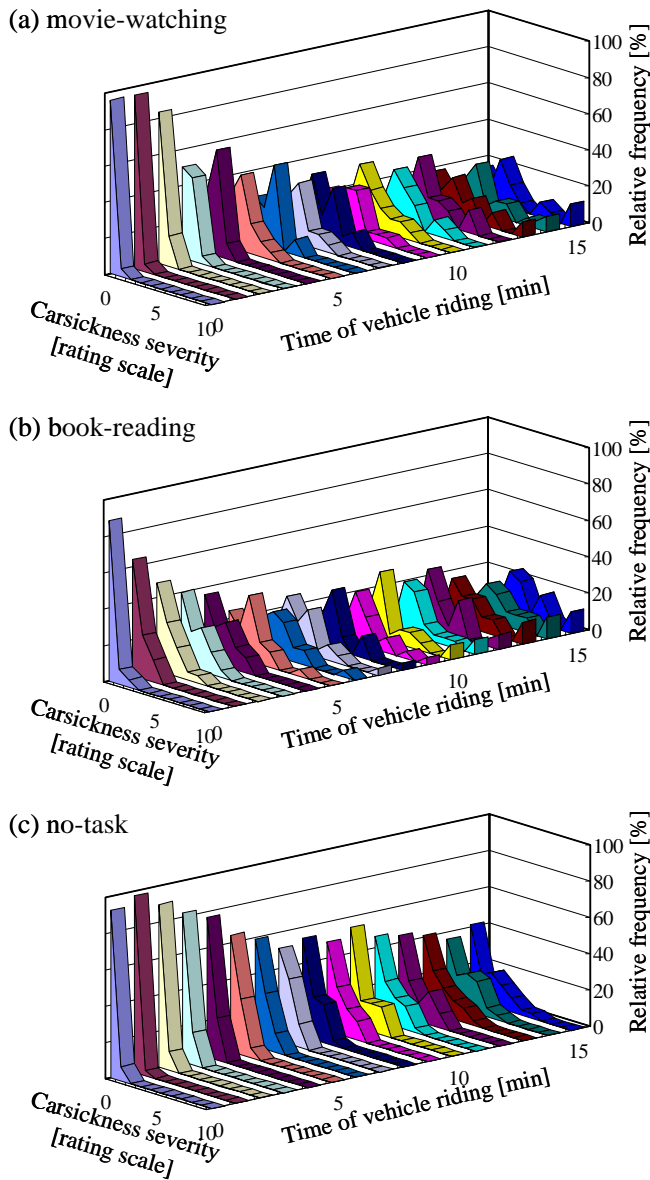 (a) movie-watching
100
80
60
40
20
0
Relative frequency [%]
0
5
10
Carsickness severity
[rating scale]
0
5
10
15
Time of vehicle riding [min]
(b) book-reading
100
80
60
40
20
0
Relative frequency [%]
0
5
10
Carsickness severity
[rating scale]
0
5
10
15
Time of vehicle riding [min]
(c) no-task
100
80
60
40
20
0
Relative frequency [%]
0
5
10
Carsickness severity
[rating scale]
0
5
10
15
Time of vehicle riding [min]